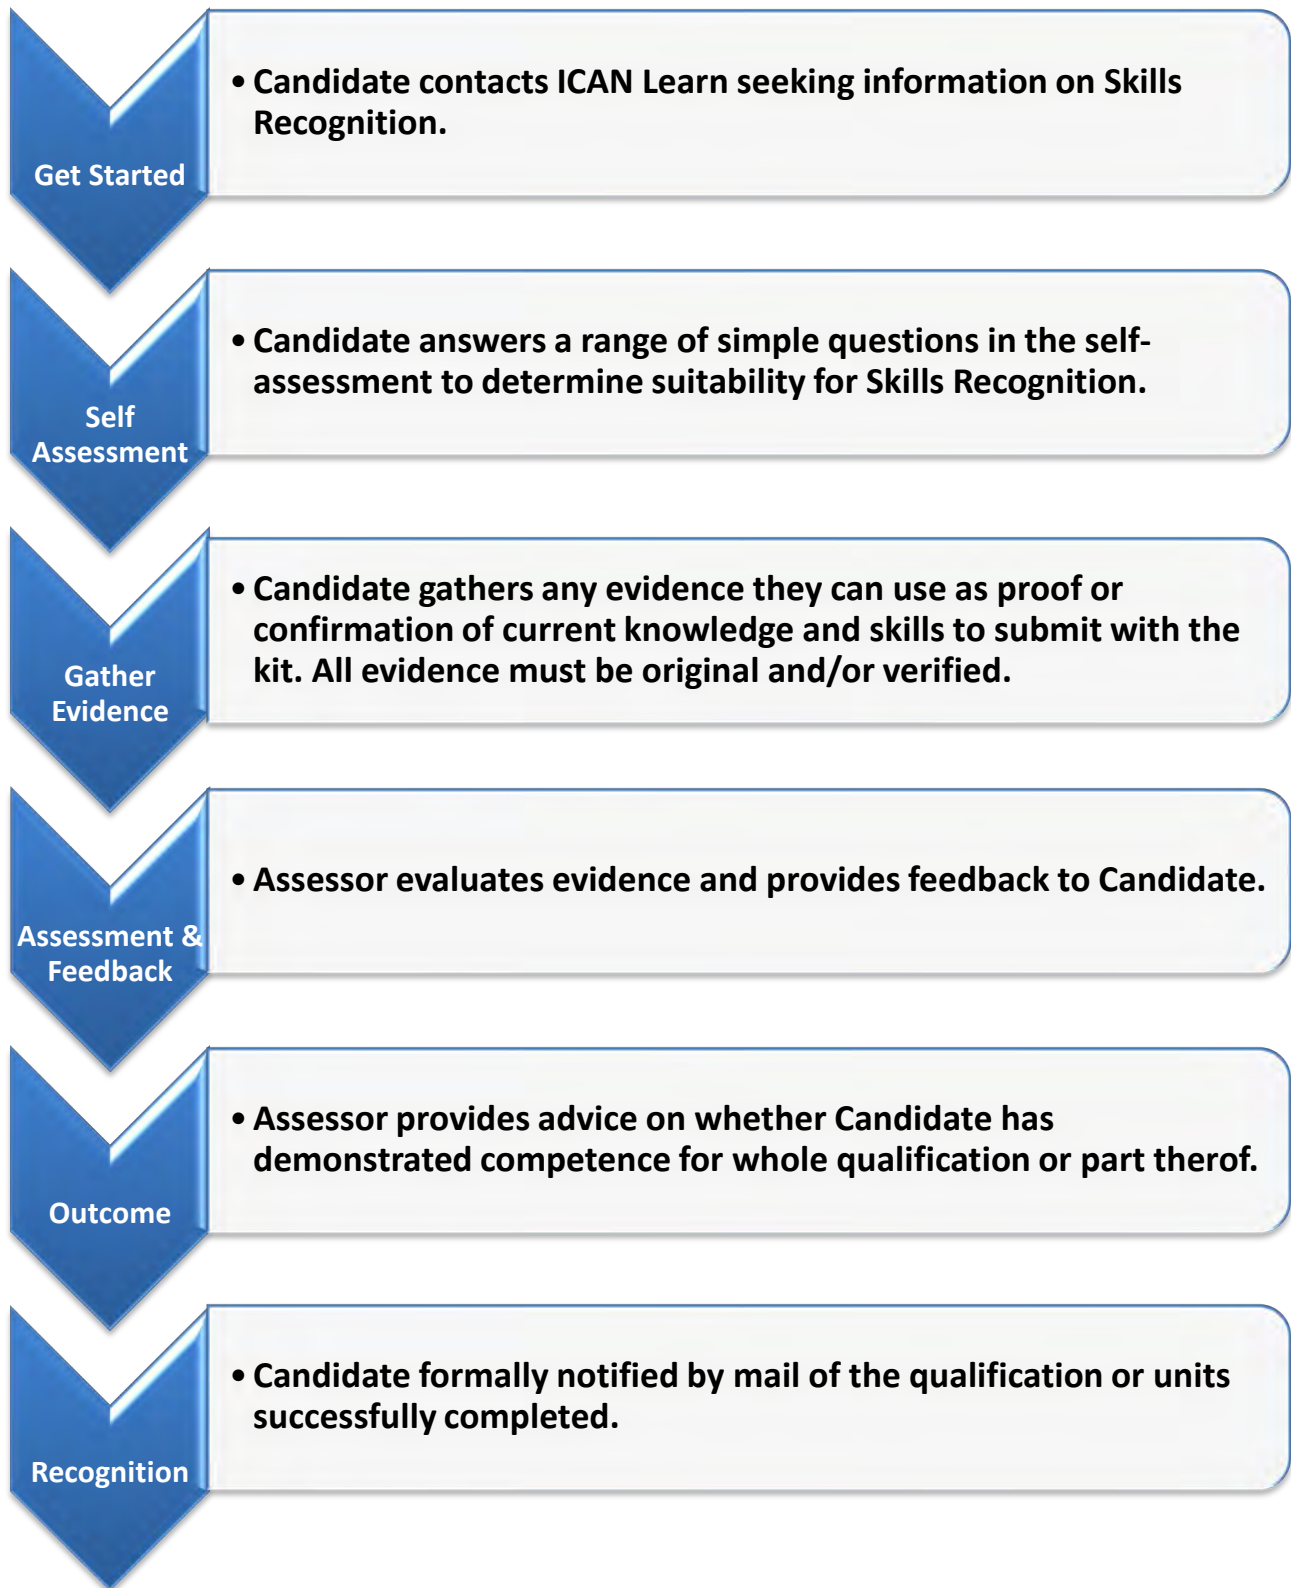 • Candidate contacts ICAN Learn seeking information on Skills
Recognition.
Get Started
• Candidate answers a range of simple questions in the self-
assessment to determine suitability for Skills Recognition.
Self
Assessment
• Candidate gathers any evidence they can use as proof or
confirmation of current knowledge and skills to submit with the
kit. All evidence must be original and/or verified.
Gather
Evidence
• Assessor evaluates evidence and provides feedback to Candidate.
Assessment &
Feedback
• Assessor provides advice on whether Candidate has
demonstrated competence for whole qualification or part therof.
Outcome
• Candidate formally notified by mail of the qualification or units
successfully completed.
Recognition